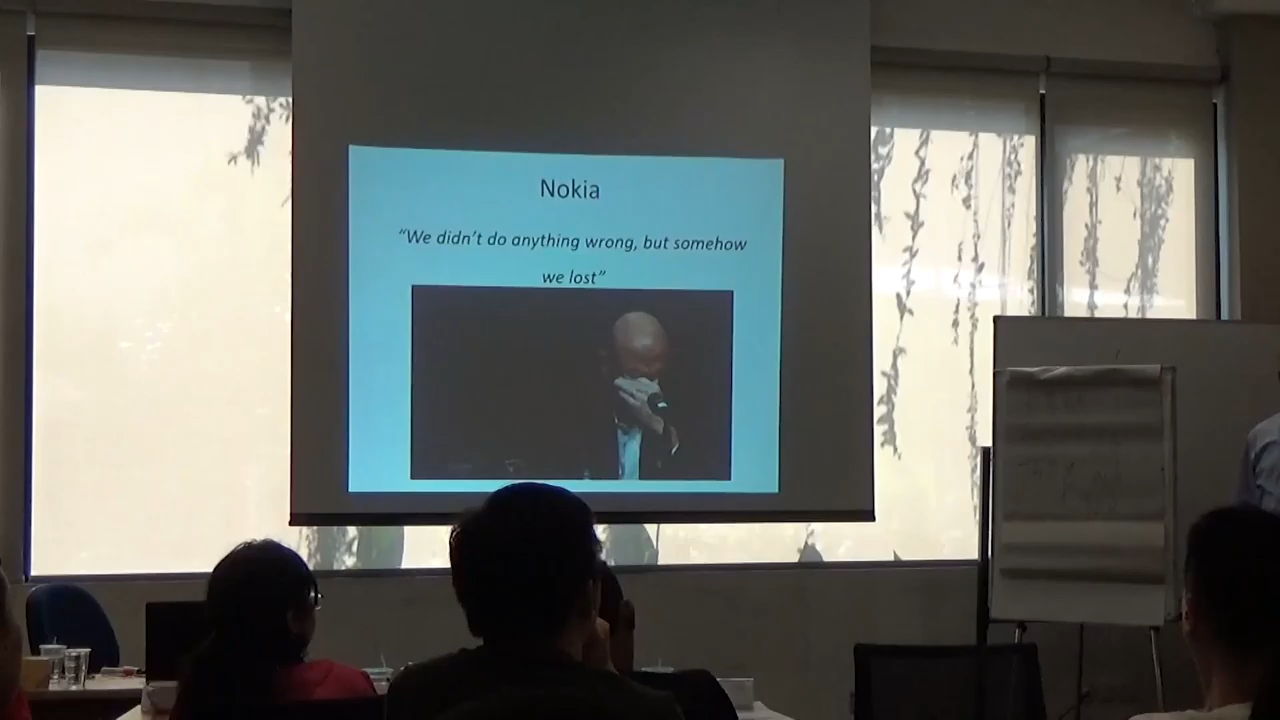 Nokia
“We didn’t do anything wrong, but somehow
we lost”